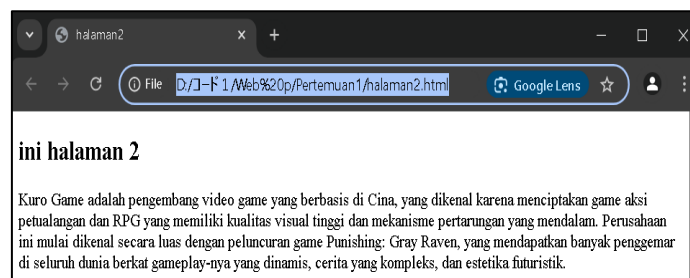 halaman2
File D:/コード1/Web%20p/Pertemuan1/halaman2.html Google Lens
ini halaman 2
Kuro Game adalah pengembang video game yang berbasis di Cina, yang dikenal karena menciptakan game aksi
petualangan dan RPG yang memiliki kualitas visual tinggi dan mekanisme pertarungan yang mendalam. Perusahaan
ini mulai dikenal secara luas dengan peluncuran game Punishing: Gray Raven, yang mendapatkan banyak penggemar
di seluruh dunia berkat gameplay-nya yang dinamis, cerita yang kompleks, dan estetika futuristik.